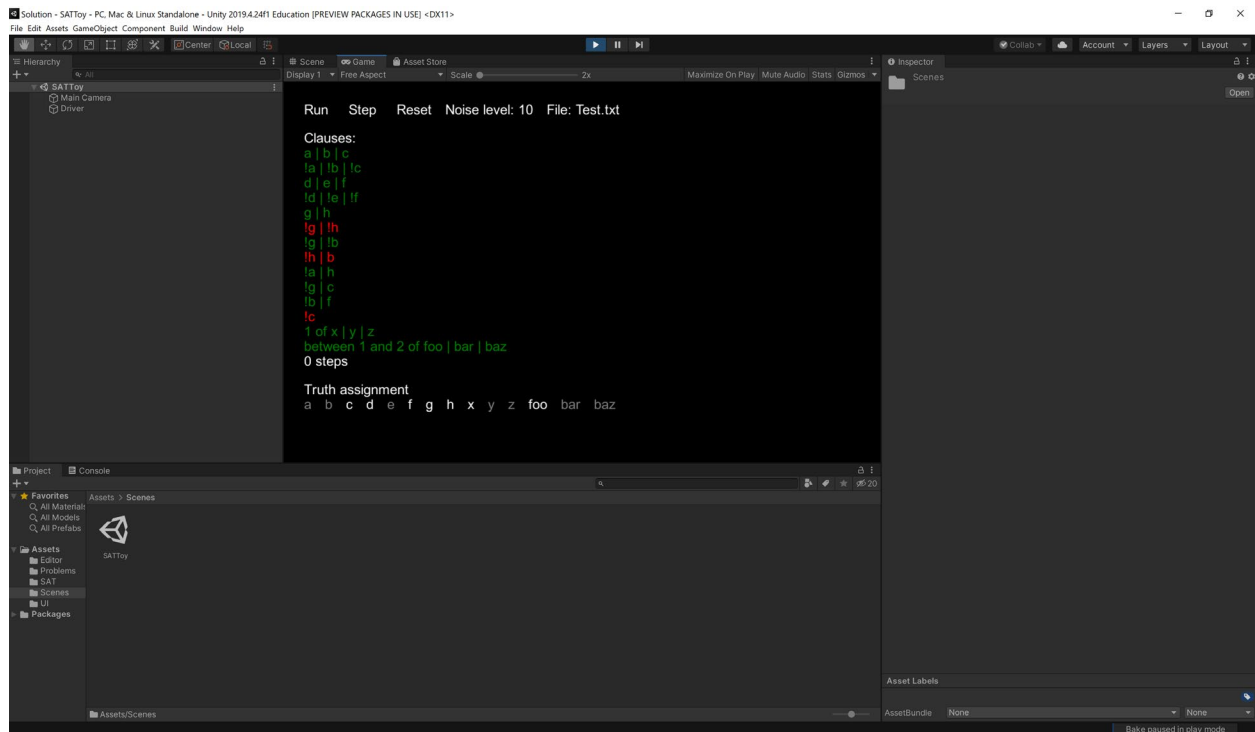 Solution - SATToy - PC, Mac & Linux Standalone - Unity 2019.4.24f1 Education [PREVIEW PACKAGES IN USE] <DX11>
File Edit Assets GameObject Component Build Window Help
Center Local Collab Account Layers Layout
Hierarchy Scene Game Asset Store Inspector
All Display 1 Free Aspect Scale 2x Maximize On Play Mute Audio Stats Gizmos Scenes
SATToy Open
Main Camera
Driver
Run Step Reset Noise level: 10 File: Test.txt
Clauses:
a | b | c
!a | !b | !c
d | e | f
!d | !e | !f
g | h
!g | !h
!g | !b
!h | b
!a | h
!g | c
!b | f
!c
1 of x | y | z
between 1 and 2 of foo | bar | baz
0 steps
Truth assignment
a b c d e f g h x y z foo bar baz
Project Console
20
Favorites Assets > Scenes
All Materials
All Models
All Prefabs
SATToy
Assets
Editor
Problems
SAT
Scenes
UI
Packages
Asset Labels
Assets/Scenes AssetBundle None None
Bake paused in play mode